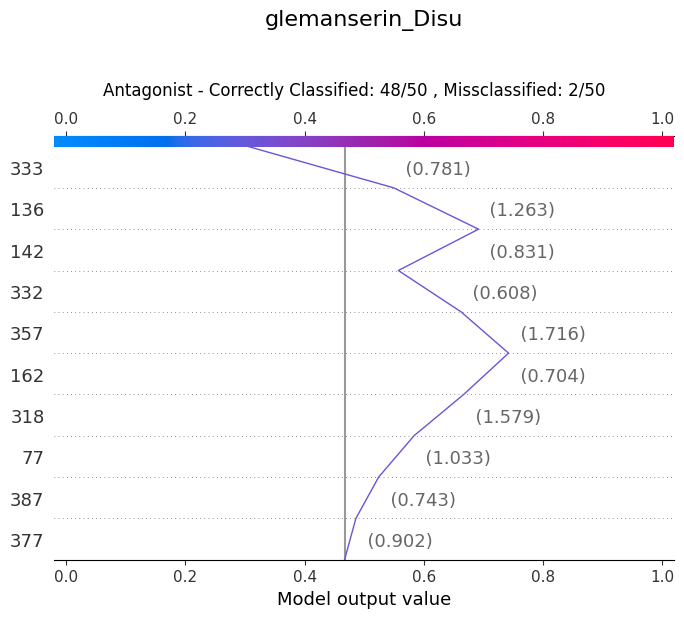 glemanserin_Disu
Antagonist - Correctly Classified: 48/50 , Missclassified: 2/50
0.0 0.2 0.4 0.6 0.8 1.0
333 (0.781)
136 (1.263)
142 (0.831)
332 (0.608)
357 (1.716)
162 (0.704)
318 (1.579)
77 (1.033)
387 (0.743)
377 (0.902)
0.0 0.2 0.4 0.6 0.8 1.0
Model output value